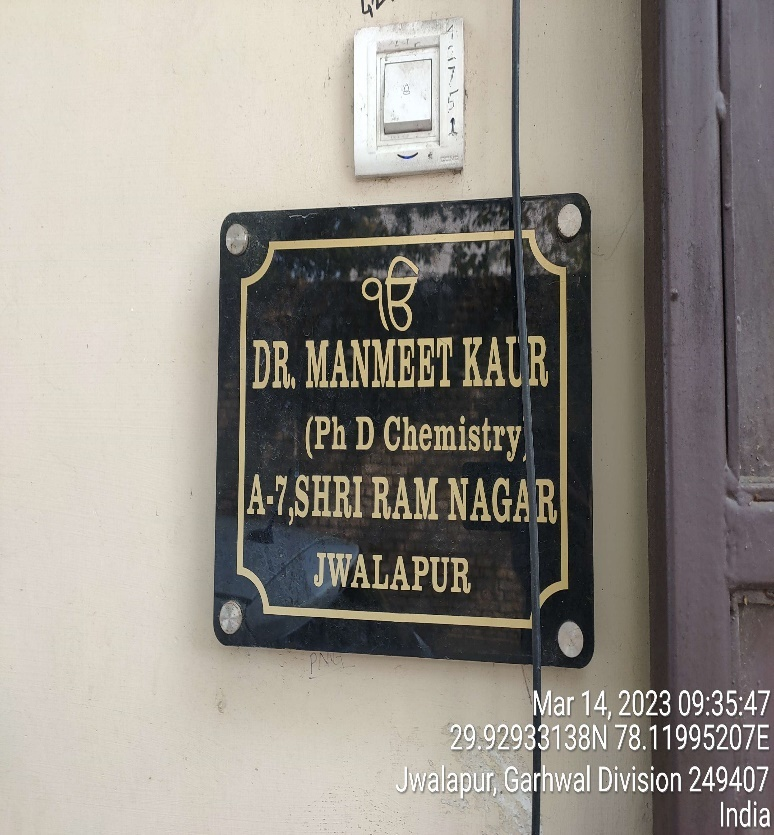 ੴ
DR. MANMEET KAUR
(Ph D Chemistry)
A-7,SHRI RAM NAGAR
JWALAPUR
PNG
Mar 14, 2023 09:35:47
29.92933138N 78.11995207E
Jwalapur, Garhwal Division 249407
India